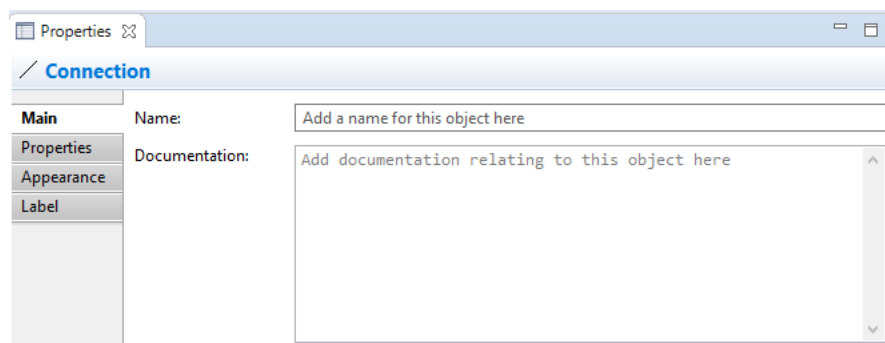 Properties
Connection
Main
Name:
Add a name for this object here
Properties
Documentation:
Add documentation relating to this object here
Appearance
Label